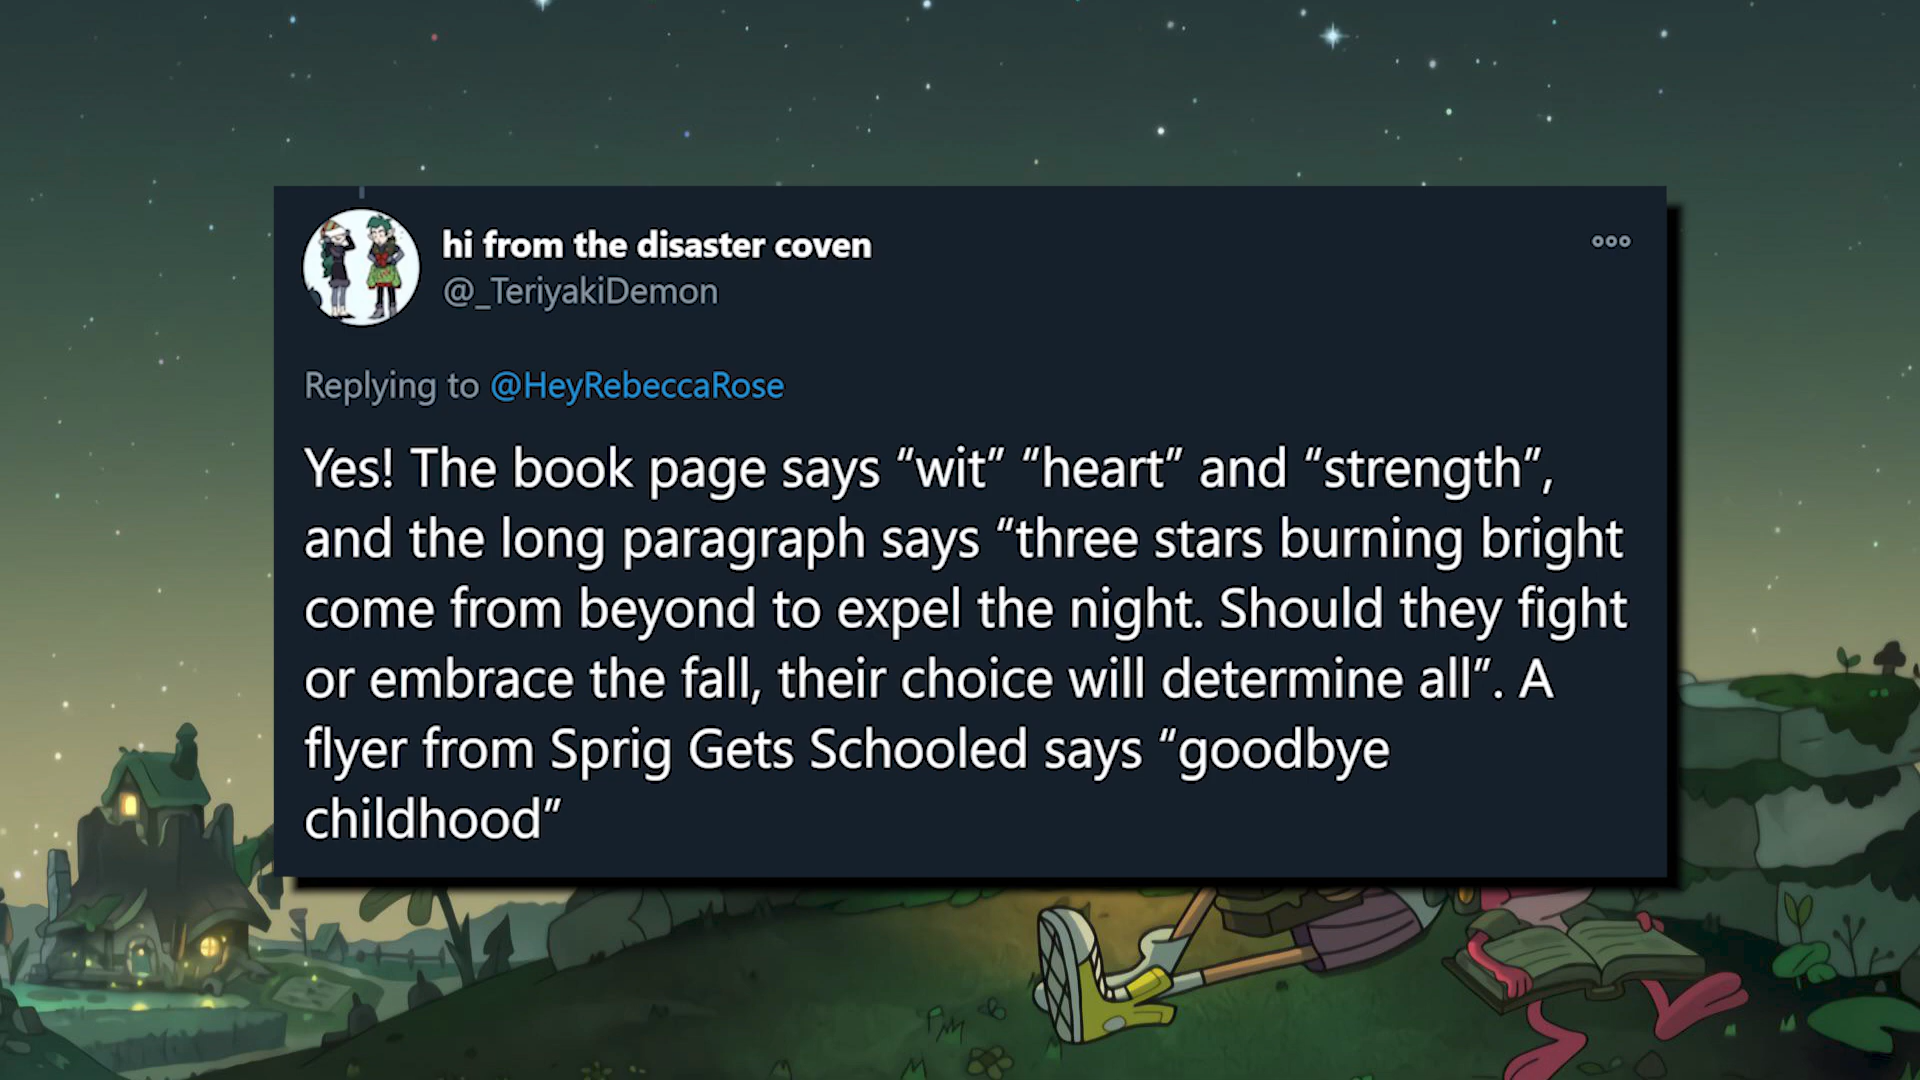 hi from the disaster coven
@_TeriyakiDemon
Replying to @HeyRebeccaRose
Yes! The book page says “wit” “heart” and “strength”,
and the long paragraph says “three stars burning bright
come from beyond to expel the night. Should they fight
or embrace the fall, their choice will determine all”. A
flyer from Sprig Gets Schooled says “goodbye
childhood”